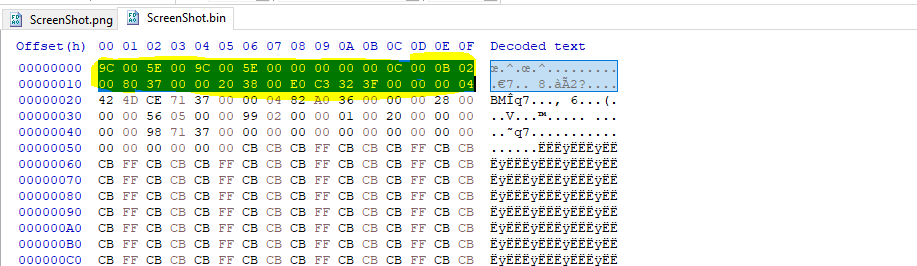 ScreenShot.png ScreenShot.bin
Offset(h) 00 01 02 03 04 05 06 07 08 09 0A 0B 0C 0D 0E 0F Decoded text
00000000 9C 00 5E 00 9C 00 5E 00 00 00 00 00 0C 00 0B 02 œ.^.œ.^.........
00000010 00 80 37 00 00 20 38 00 E0 C3 32 3F 00 00 00 04 .€7.. 8.àÃ2?....
00000020 42 4D CE 71 37 00 00 04 82 A0 36 00 00 00 28 00 BMÎq7...‚ 6...(.
00000030 00 00 56 05 00 00 99 02 00 00 01 00 20 00 00 00 ..V...™..... ...
00000040 00 00 98 71 37 00 00 00 00 00 00 00 00 00 00 00 ..˜q7...........
00000050 00 00 00 00 00 00 CB CB CB FF CB CB CB FF CB CB ......ËËËÿËËËÿËË
00000060 CB FF CB CB CB FF CB CB CB FF CB CB CB FF CB CB ËÿËËËÿËËËÿËËËÿËË
00000070 CB FF CB CB CB FF CB CB CB FF CB CB CB FF CB CB ËÿËËËÿËËËÿËËËÿËË
00000080 CB FF CB CB CB FF CB CB CB FF CB CB CB FF CB CB ËÿËËËÿËËËÿËËËÿËË
00000090 CB FF CB CB CB FF CB CB CB FF CB CB CB FF CB CB ËÿËËËÿËËËÿËËËÿËË
000000A0 CB FF CB CB CB FF CB CB CB FF CB CB CB FF CB CB ËÿËËËÿËËËÿËËËÿËË
000000B0 CB FF CB CB CB FF CB CB CB FF CB CB CB FF CB CB ËÿËËËÿËËËÿËËËÿËË
000000C0 CB FF CB CB CB FF CB CB CB FF CB CB CB FF CB CB ËÿËËËÿËËËÿËËËÿËË